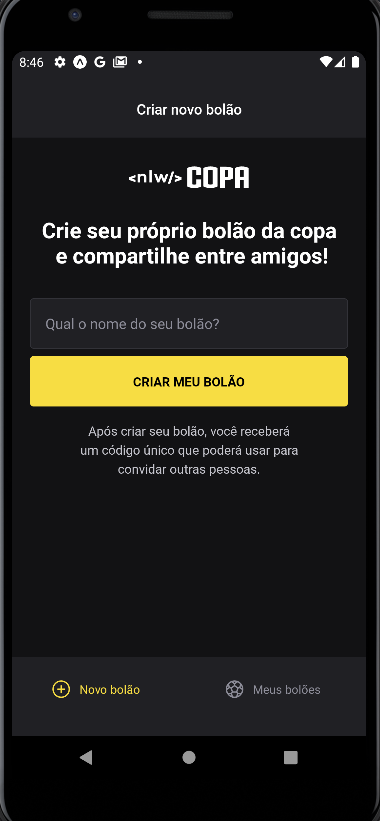 8:46
Criar novo bolão
<nlw/> COPA
Crie seu próprio bolão da copa
e compartilhe entre amigos!
Qual o nome do seu bolão?
CRIAR MEU BOLÃO
Após criar seu bolão, você receberá
um código único que poderá usar para
convidar outras pessoas.
Novo bolão
Meus bolões